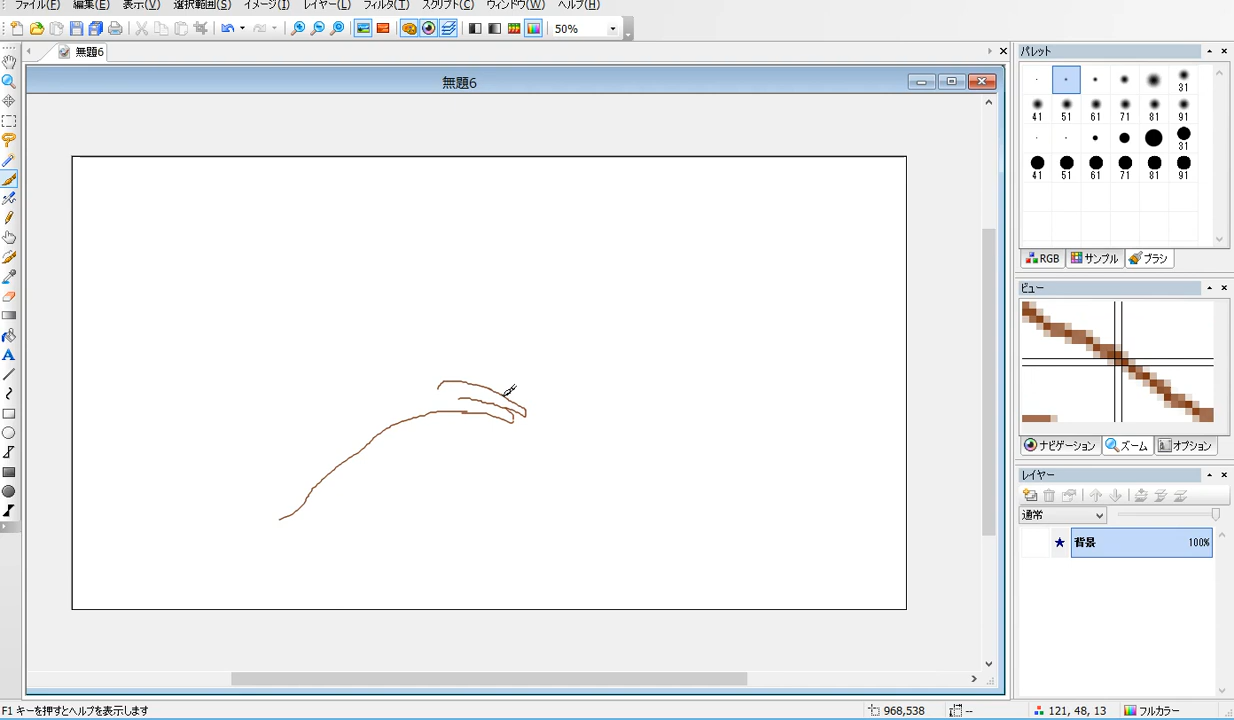 ファイル(F) 編集(E) 表示(V) 選択範囲(S) イメージ(I) レイヤー(L) フィルタ(T) スクリプト(C) ウィンドウ(W) ヘルプ(H)
50%
無題6
無題6
パレット
31
41 51 61 71 81 91
31
41 51 61 71 81 91
RGB サンプル ブラシ
ビュー
ナビゲーション ズーム オプション
レイヤー
通常
背景 100%
F1 キーを押すとヘルプを表示します 968,538 -- 121, 48, 13 フルカラー